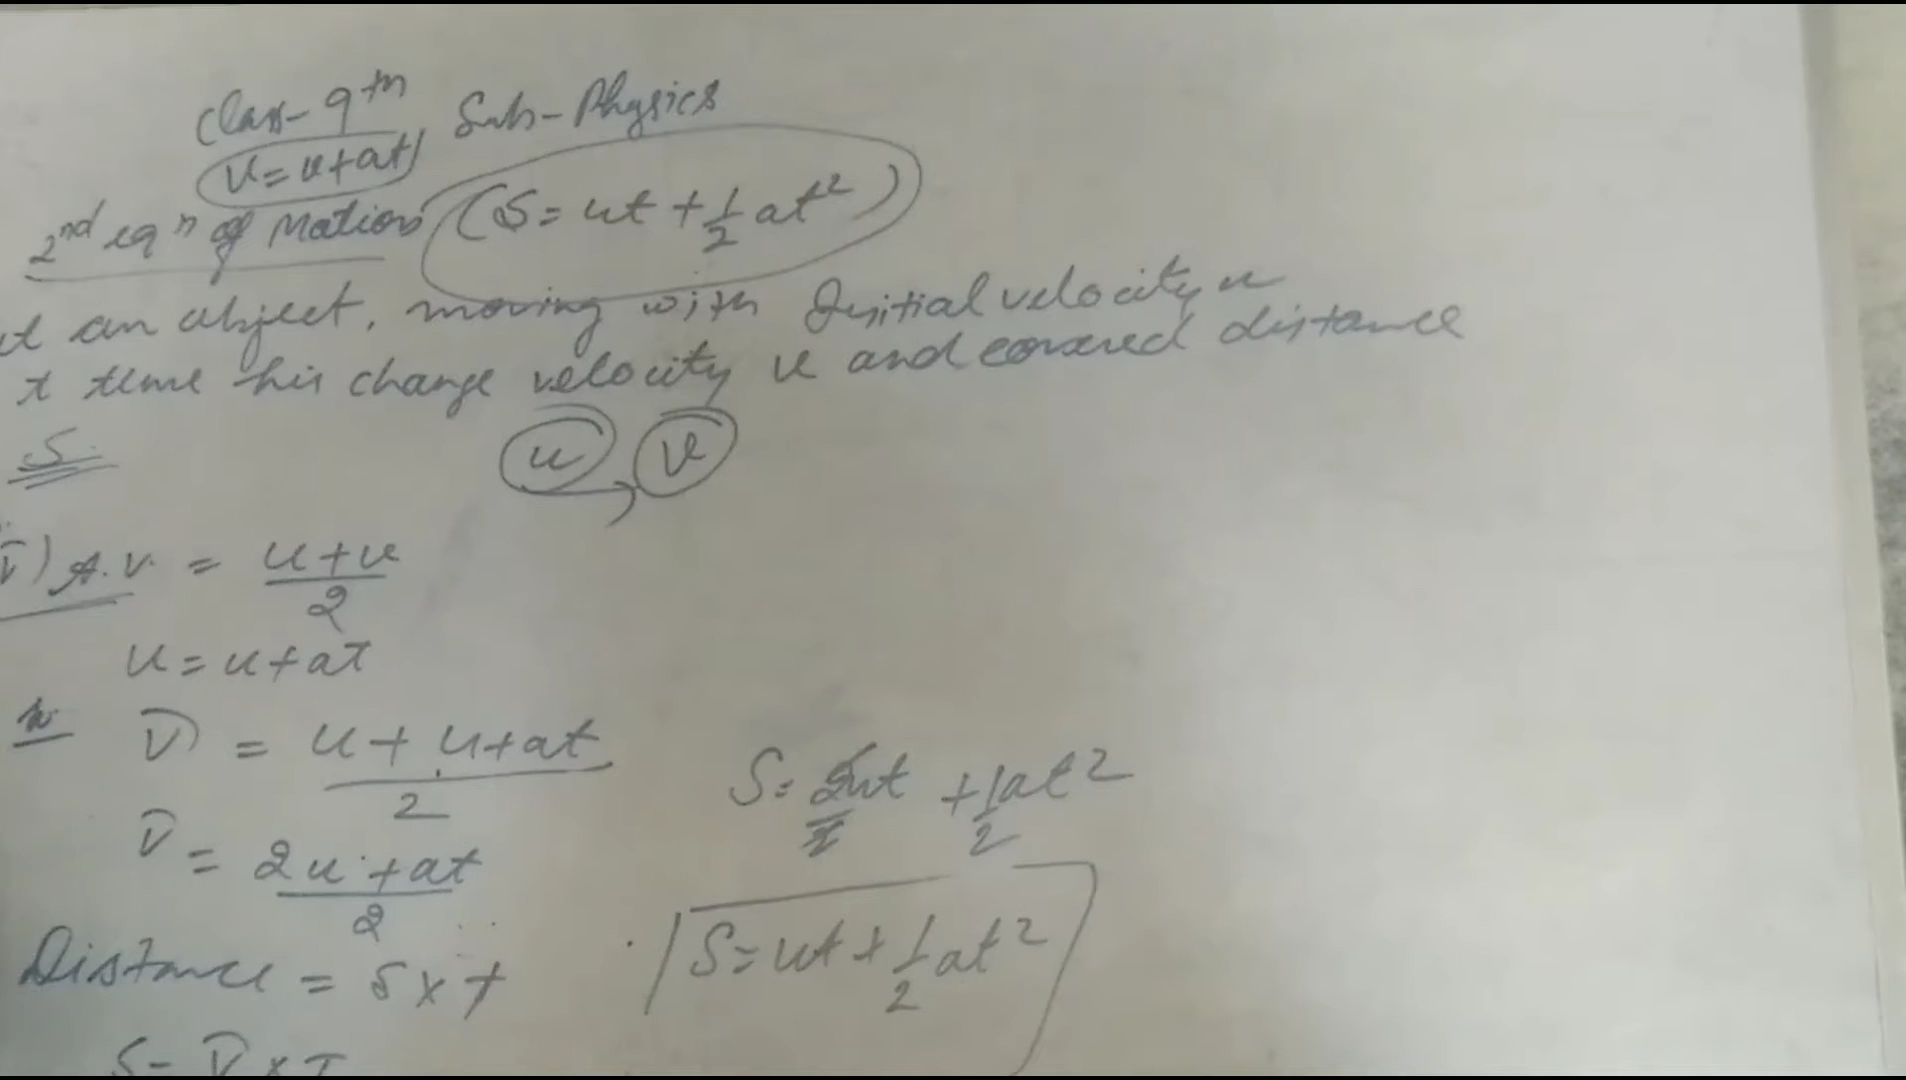 Class-9th Sub-Physics
v=u+at
2nd eqn of Motion (S=ut+1/2at²)
an object, moving with Initial velocity u
t time his change velocity v and covered distance
S.
u, v
(v̄) A.V. = u+v/2
v=u+at
v̄ = u+u+at/2
v̄ = 2u+at/2
Distance = S×t
S= v̄×T
S= 2ut/2 +1/2at²
S=ut+1/2at²